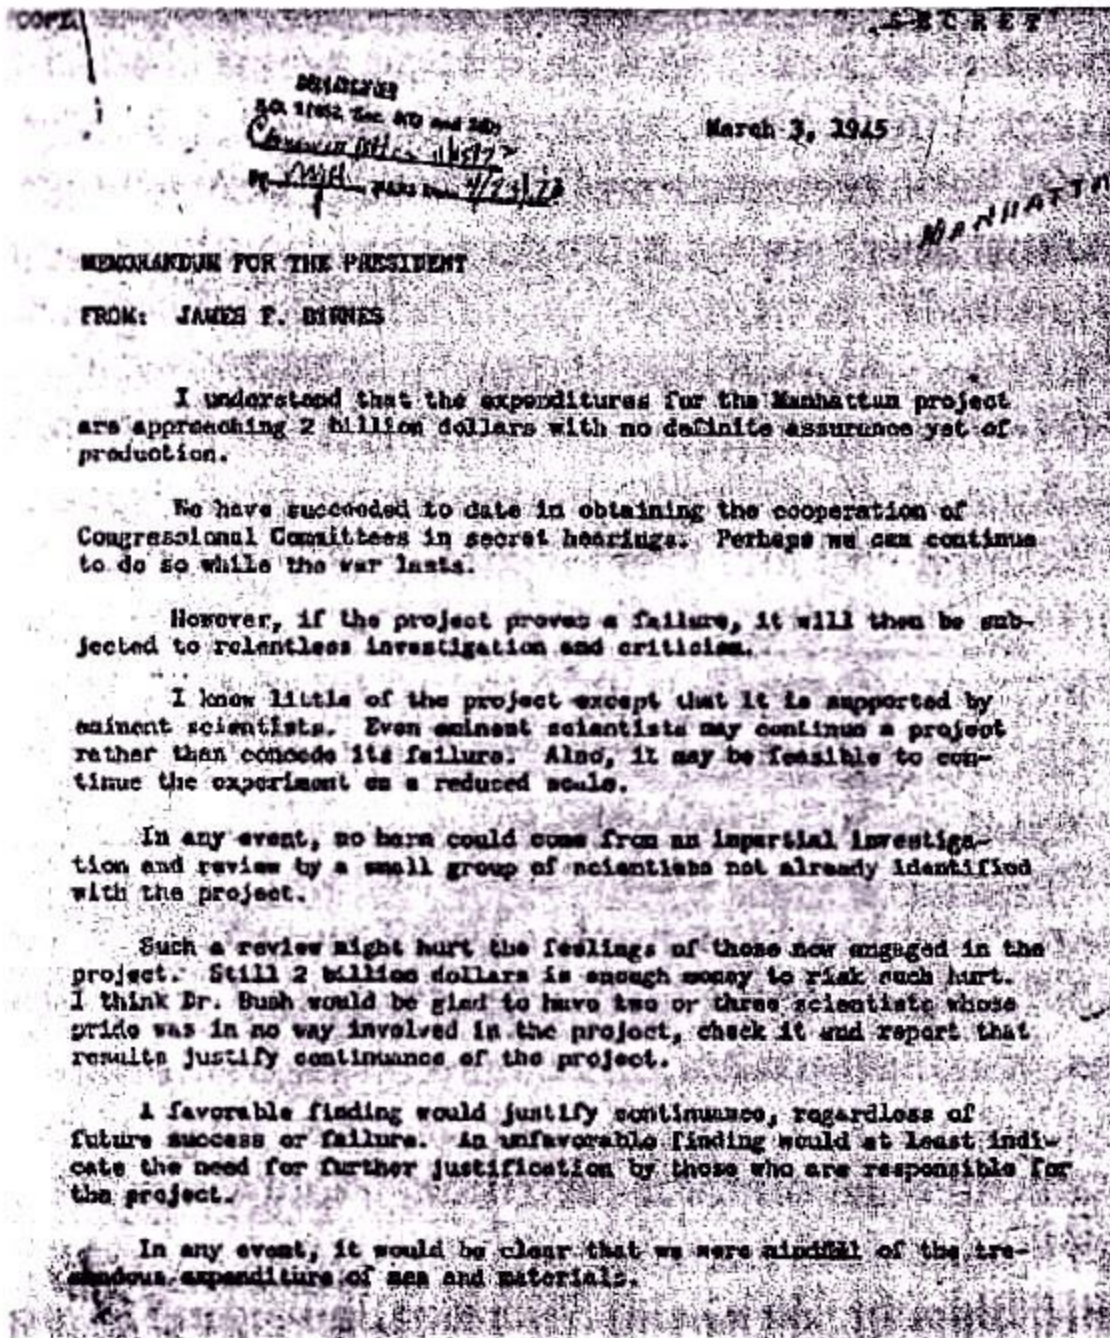 COPY
SECRET
DECLASSIFIED
E.O. 11652, Sec. 3(E) and 5(D)
March 3, 1945
MANHATTAN
MEMORANDUM FOR THE PRESIDENT
FROM: JAMES F. BYRNES
I understand that the expenditures for the Manhattan project
are approaching 2 billion dollars with no definite assurance yet of
production.
We have succeeded to date in obtaining the cooperation of
Congressional Committees in secret hearings. Perhaps we can continue
to do so while the war lasts.
However, if the project proves a failure, it will then be sub-
jected to relentless investigation and criticism.
I know little of the project except that it is supported by
eminent scientists. Even eminent scientists may continue a project
rather than concede its failure. Also, it may be feasible to con-
tinue the experiment on a reduced scale.
In any event, no harm could come from an impartial investiga-
tion and review by a small group of scientists not already identified
with the project.
Such a review might hurt the feelings of those now engaged in the
project. Still 2 billion dollars is enough money to risk such hurt.
I think Dr. Bush would be glad to have two or three scientists whose
pride was in no way involved in the project, check it and report that
results justify continuance of the project.
A favorable finding would justify continuance, regardless of
future success or failure. An unfavorable finding would at least indi-
cate the need for further justification by those who are responsible for
the project.
In any event, it would be clear that we were mindful of the tre-
mendous expenditure of men and materials.